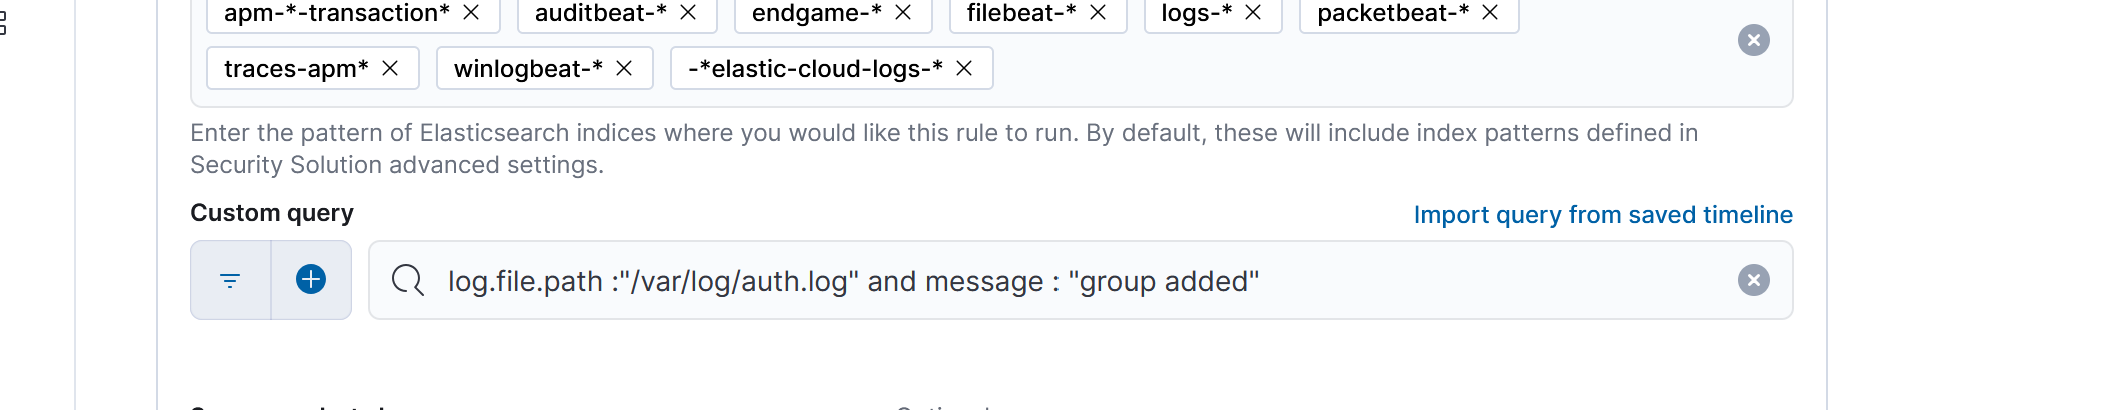 apm-*-transaction* auditbeat-* endgame-* filebeat-* logs-* packetbeat-*
traces-apm* winlogbeat-* -*elastic-cloud-logs-*
Enter the pattern of Elasticsearch indices where you would like this rule to run. By default, these will include index patterns defined in
Security Solution advanced settings.
Custom query
Import query from saved timeline
log.file.path :"/var/log/auth.log" and message : "group added"